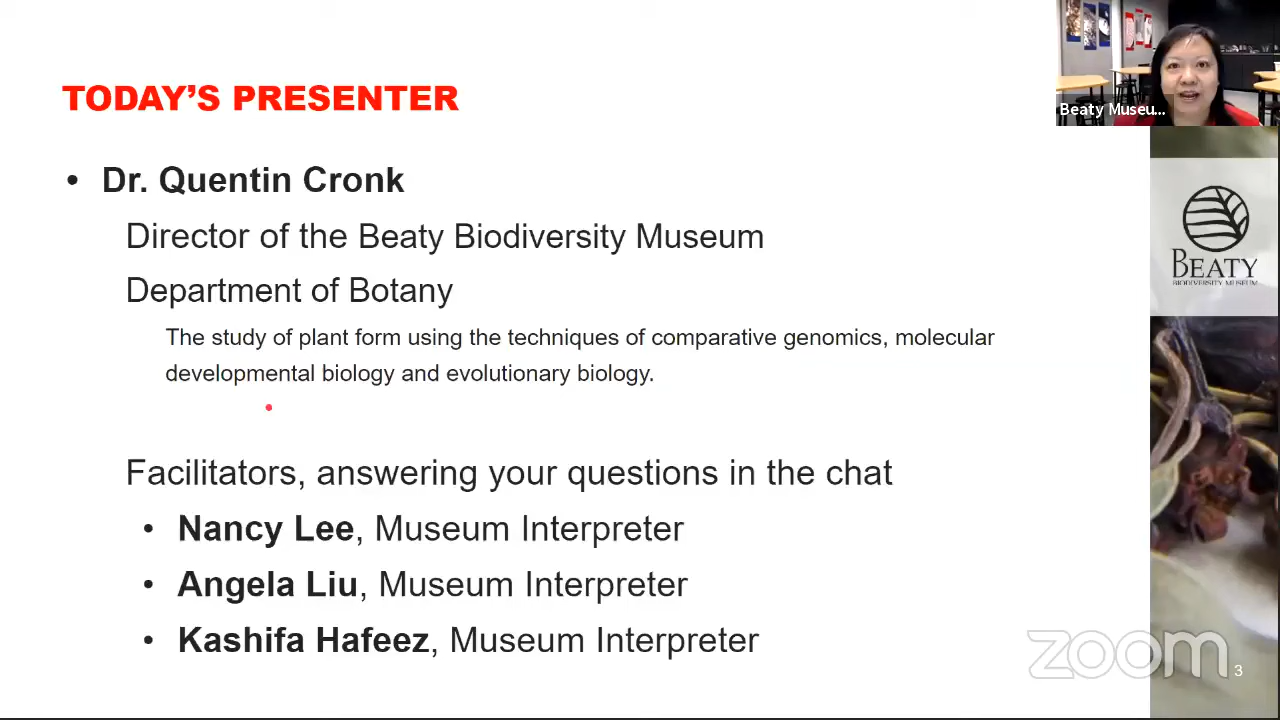 Beaty Museu...
TODAY'S PRESENTER
• Dr. Quentin Cronk
Director of the Beaty Biodiversity Museum
Department of Botany
The study of plant form using the techniques of comparative genomics, molecular
developmental biology and evolutionary biology.
Facilitators, answering your questions in the chat
• Nancy Lee, Museum Interpreter
• Angela Liu, Museum Interpreter
• Kashifa Hafeez, Museum Interpreter
BEATY
BIODIVERSITY MUSEUM
zoom
3